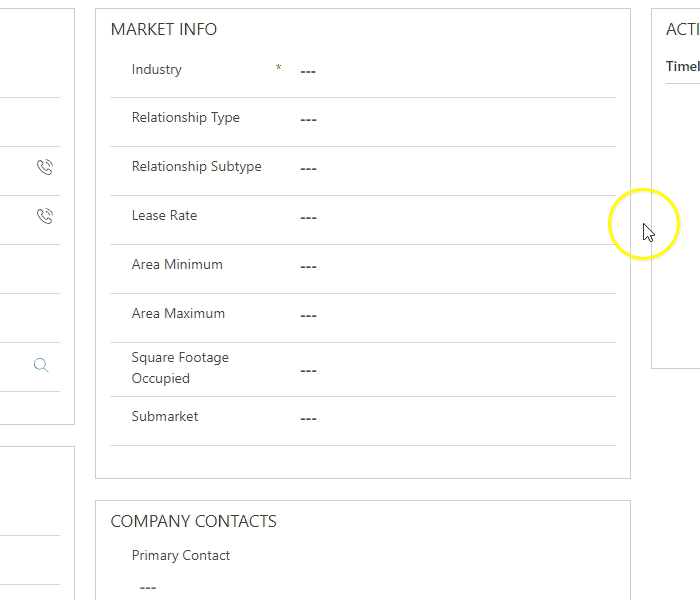 MARKET INFO
Industry * ---
Relationship Type ---
Relationship Subtype ---
Lease Rate ---
Area Minimum ---
Area Maximum ---
Square Footage
Occupied ---
Submarket ---
COMPANY CONTACTS
Primary Contact
---
ACTI
Timel